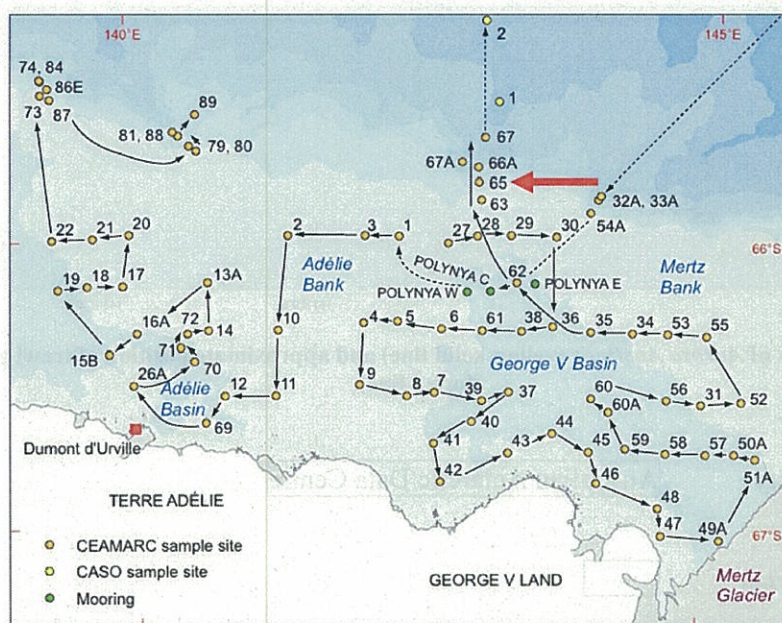 140°E 145°E
74, 84
86E
73 87
89
81, 88 79, 80
2
1
67
67A 66A
65
63
32A, 33A
54A
22 21 20
2 3 1
27 28 29 30
66°S
Adélie
Bank
POLYNYA C
POLYNYA W
62
POLYNYA E
Mertz
Bank
19 18 17
13A
16A 72 14
15B 71
10
4 5 6 61 38 36 35 34 53 55
George V Basin
26A 70
Adélie
Basin
12 11
9 8 7 39 37
60 56 31 52
60A
69
40
Dumont d'Urville
41 43 44 45 59 58 57 50A
42 46
51A
48
47 49A
67°S
TERRE ADÉLIE
CEAMARC sample site
CASO sample site
Mooring
GEORGE V LAND
Mertz
Glacier